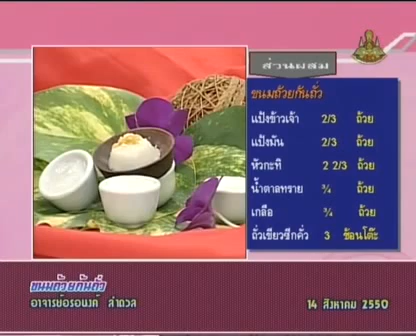 ส่วนผสม
ขนมถ้วยกันถั่ว
แป้งข้าวเจ้า 2/3 ถ้วย
แป้งมัน 2/3 ถ้วย
หัวกะทิ 2 2/3 ถ้วย
น้ำตาลทราย ¾ ถ้วย
เกลือ ¾ ถ้วย
ถั่วเขียวซีกคั่ว 3 ช้อนโต๊ะ
ขนมถ้วยกันถั่ว
อาจารย์อรอนงค์ ลำดวล
14 สิงหาคม 2550